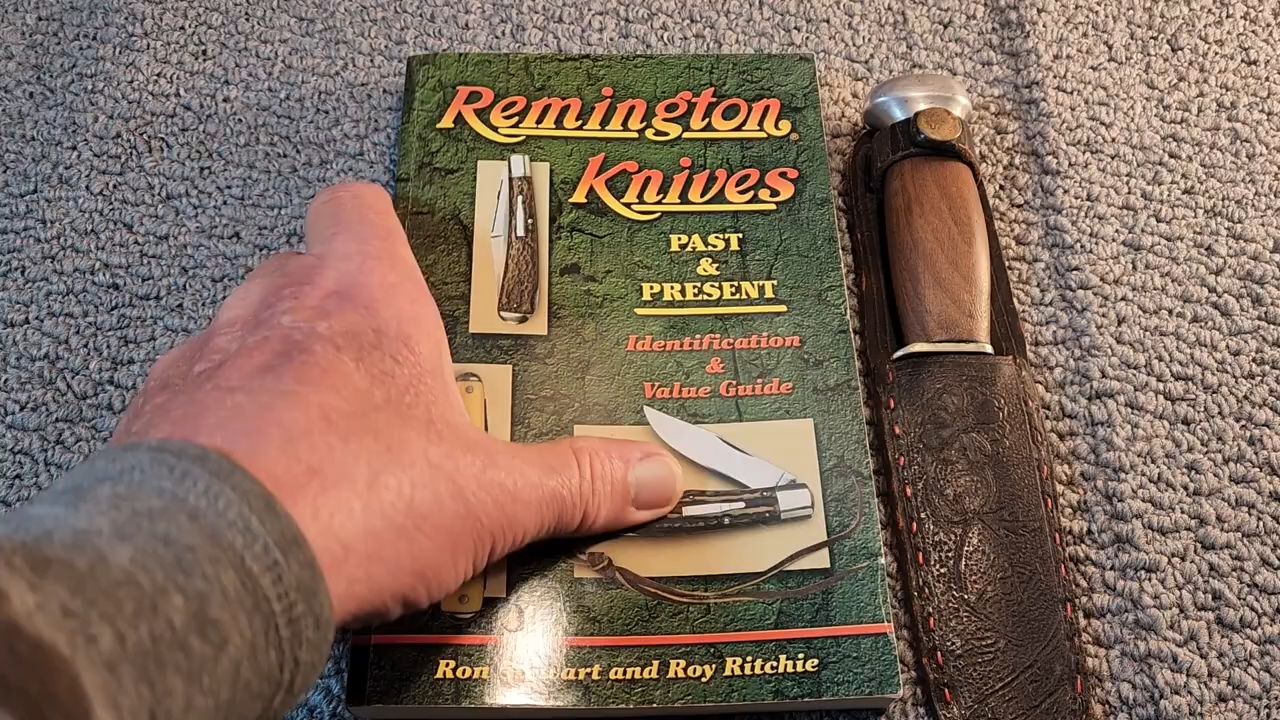 Remington®
Knives
PAST
&
PRESENT
Identification
&
Value Guide
Ron and Roy Ritchie